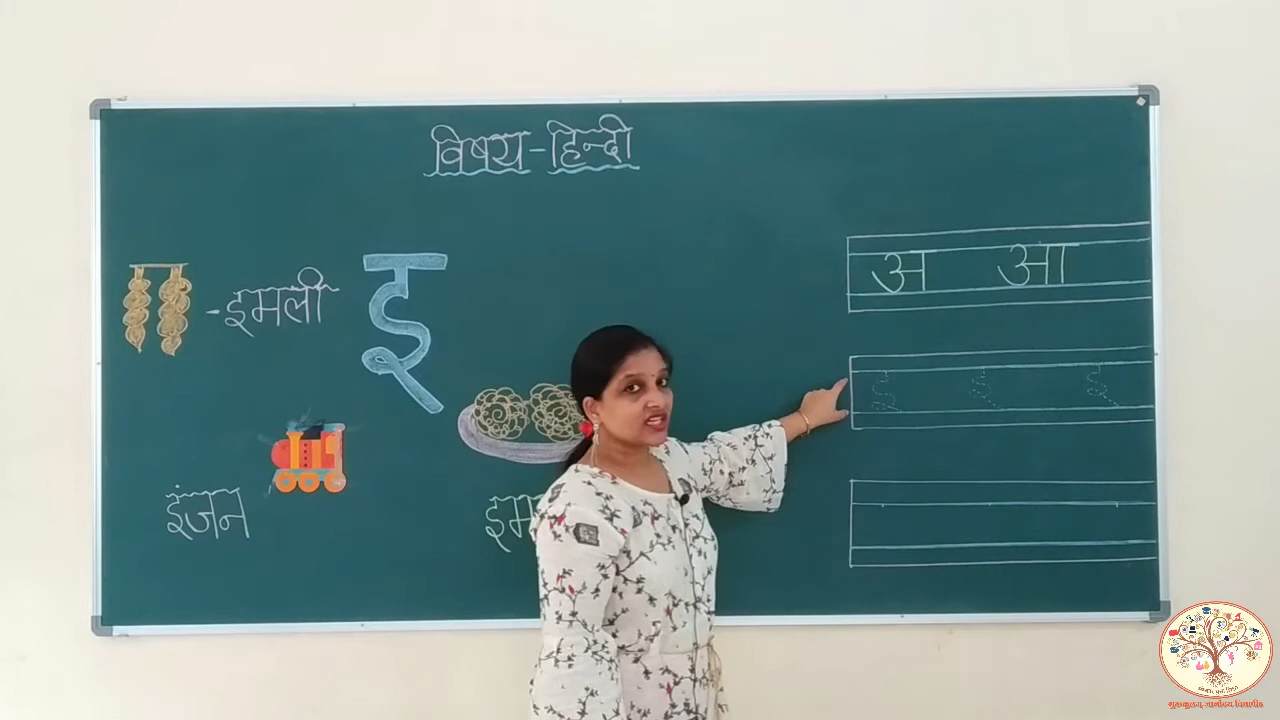 विषय-हिन्दी
-इमली
इ
इंजन
अ आ
इ इ इ